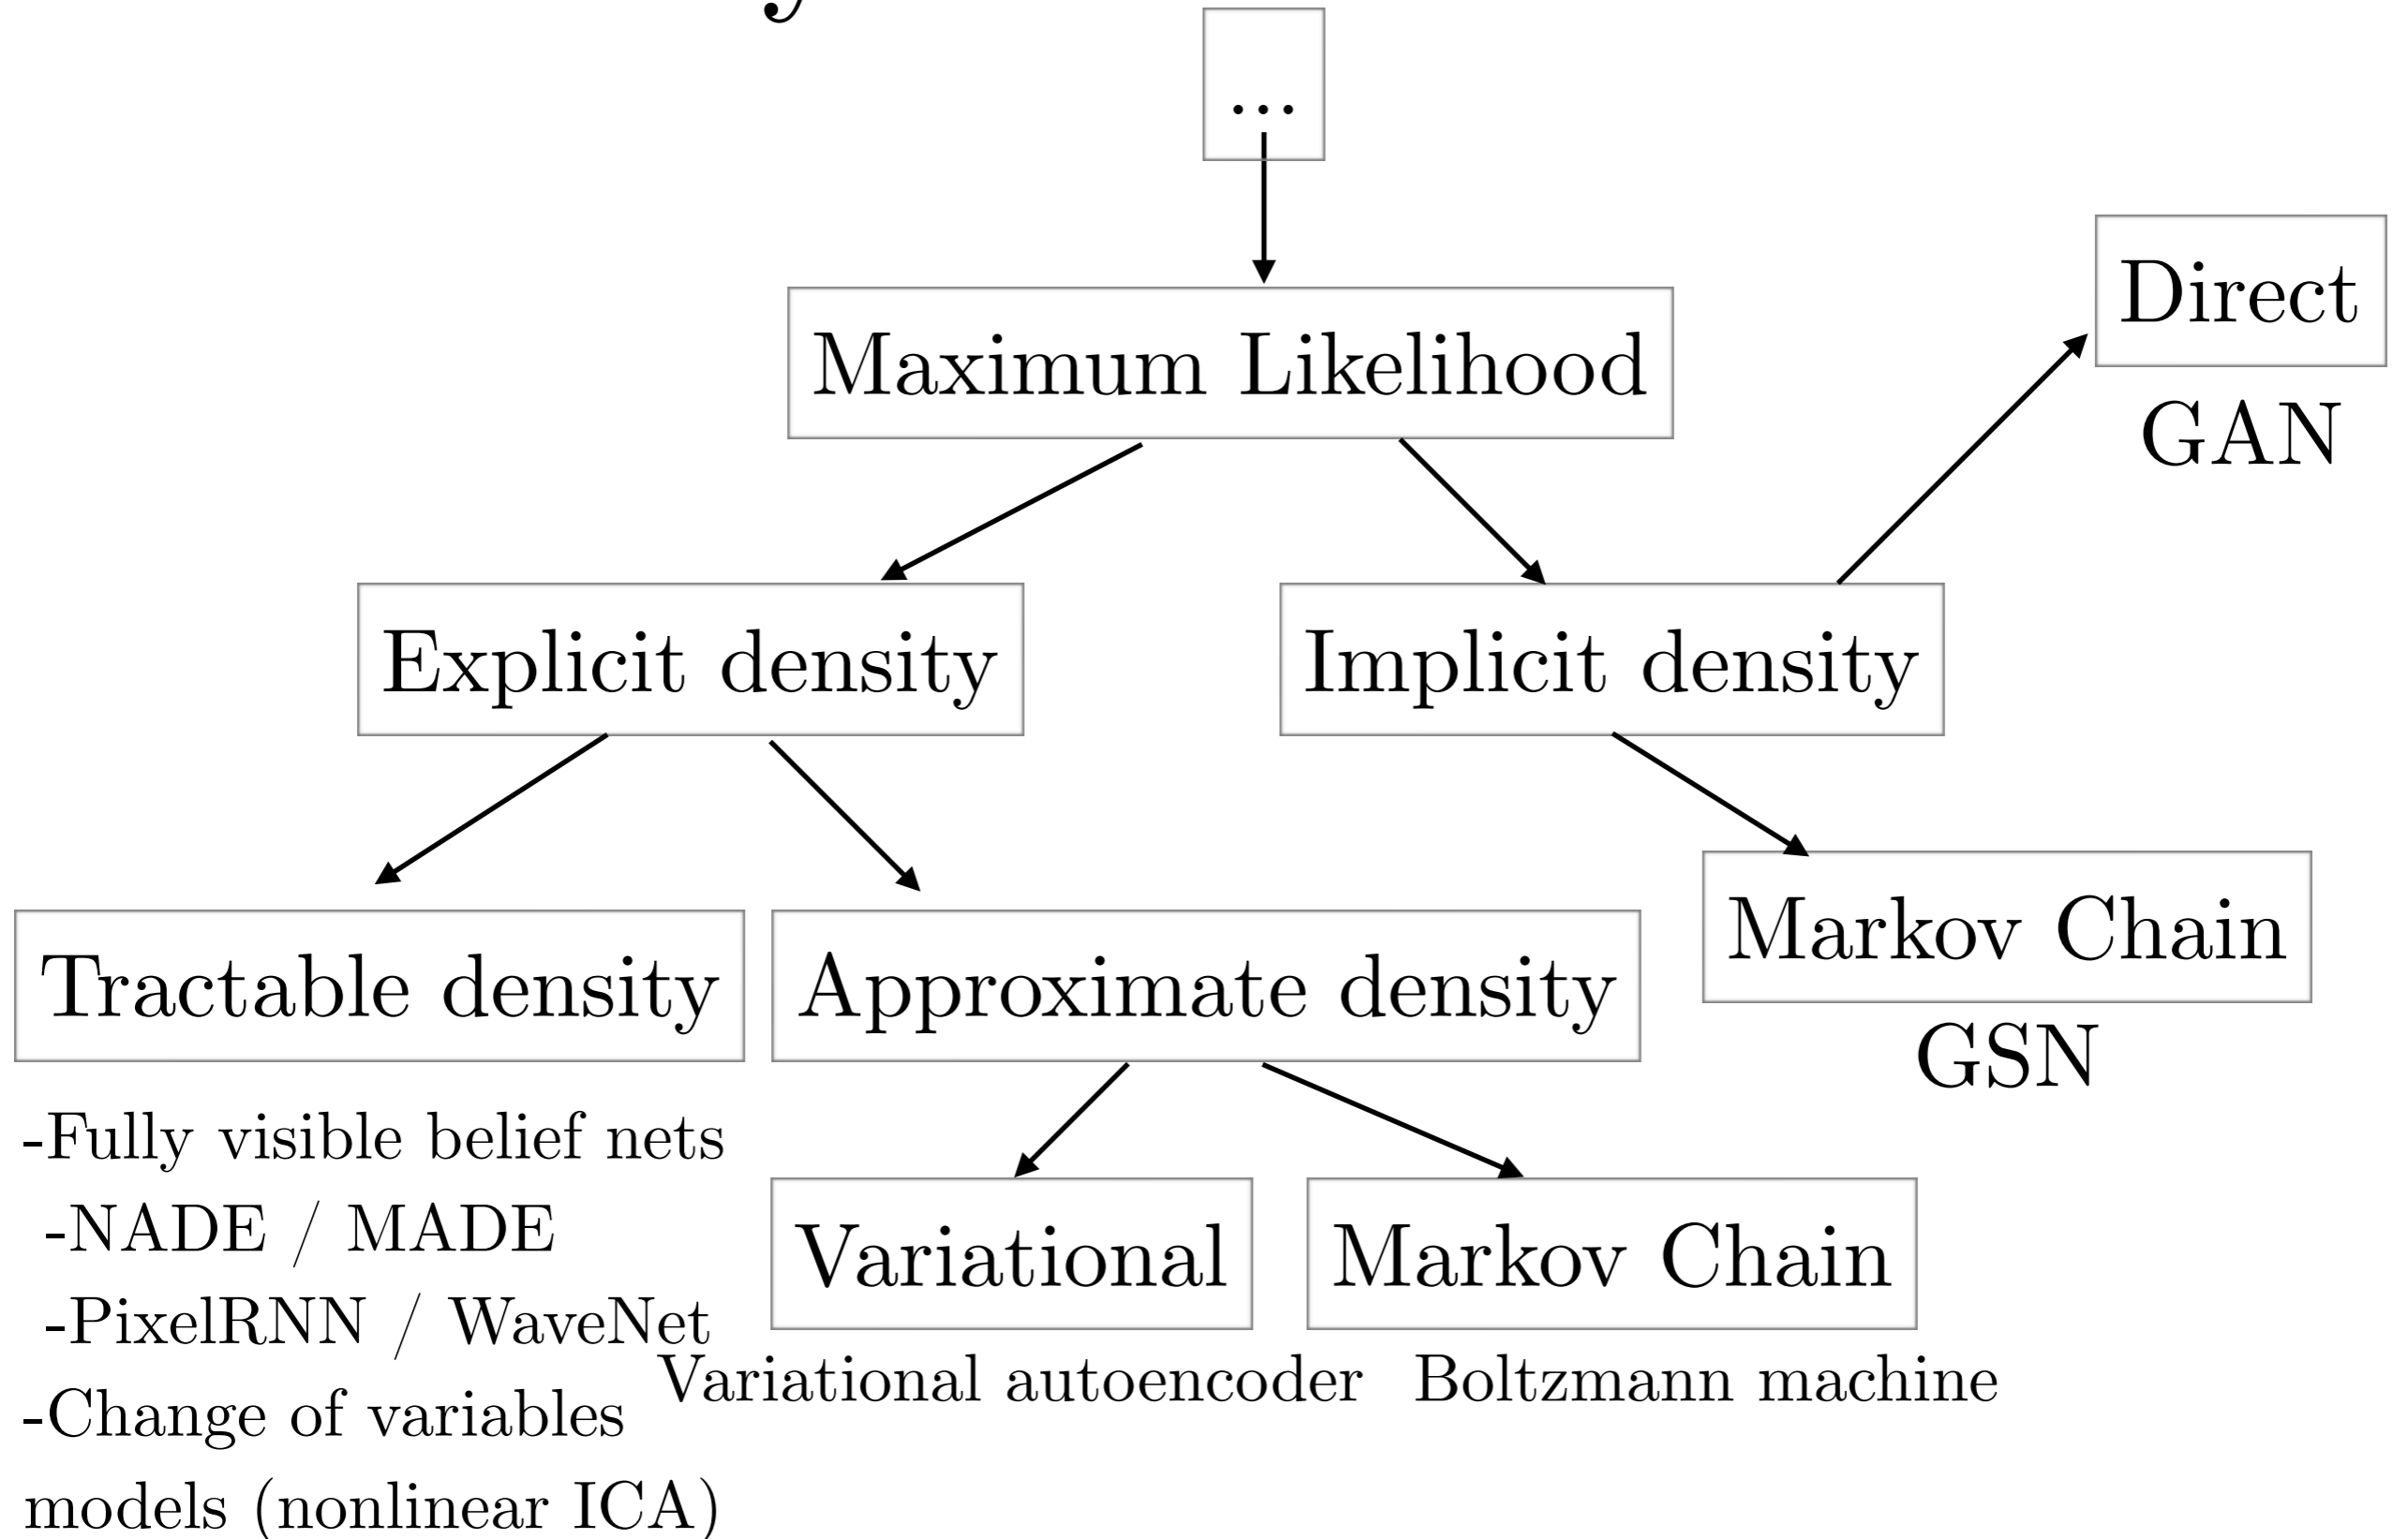 ...
Direct
Maximum Likelihood
GAN
Explicit density
Implicit density
Markov Chain
Tractable density
Approximate density
GSN
-Fully visible belief nets
-NADE / MADE
-PixelRNN / WaveNet
-Change of variables
models (nonlinear ICA)
Variational
Markov Chain
Variational autoencoder
Boltzmann machine